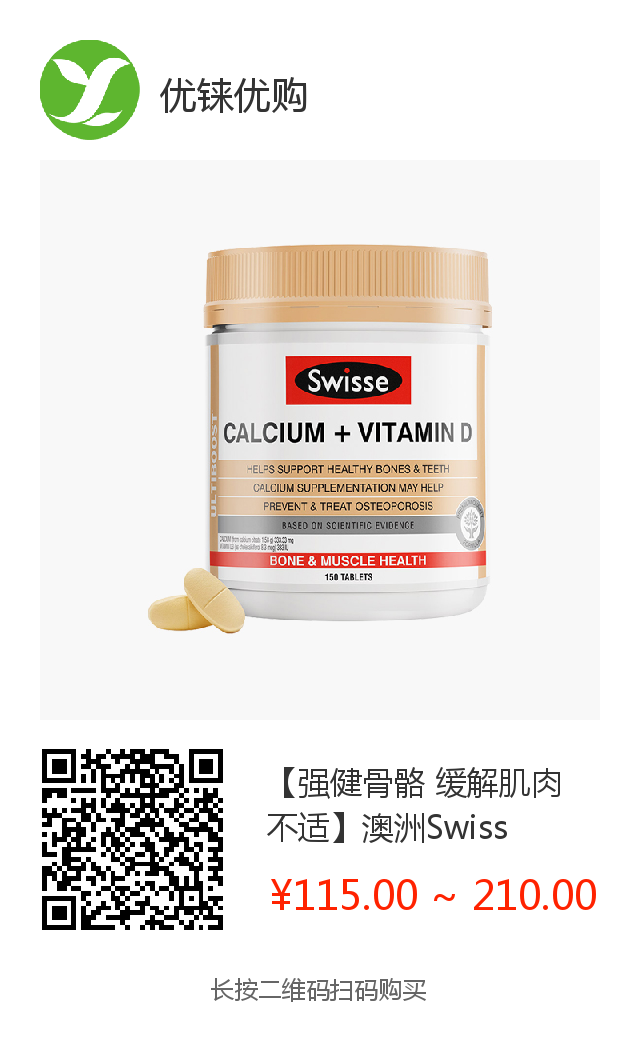 优铼优购
Swisse
CALCIUM + VITAMIN D
ULTIBOOST
HELPS SUPPORT HEALTHY BONES & TEETH
CALCIUM SUPPLEMENTATION MAY HELP
PREVENT & TREAT OSTEOPOROSIS
BASED ON SCIENTIFIC EVIDENCE
BONE & MUSCLE HEALTH
150 TABLETS
【强健骨骼 缓解肌肉
不适】澳洲Swiss
¥115.00 ~ 210.00
长按二维码扫码购买